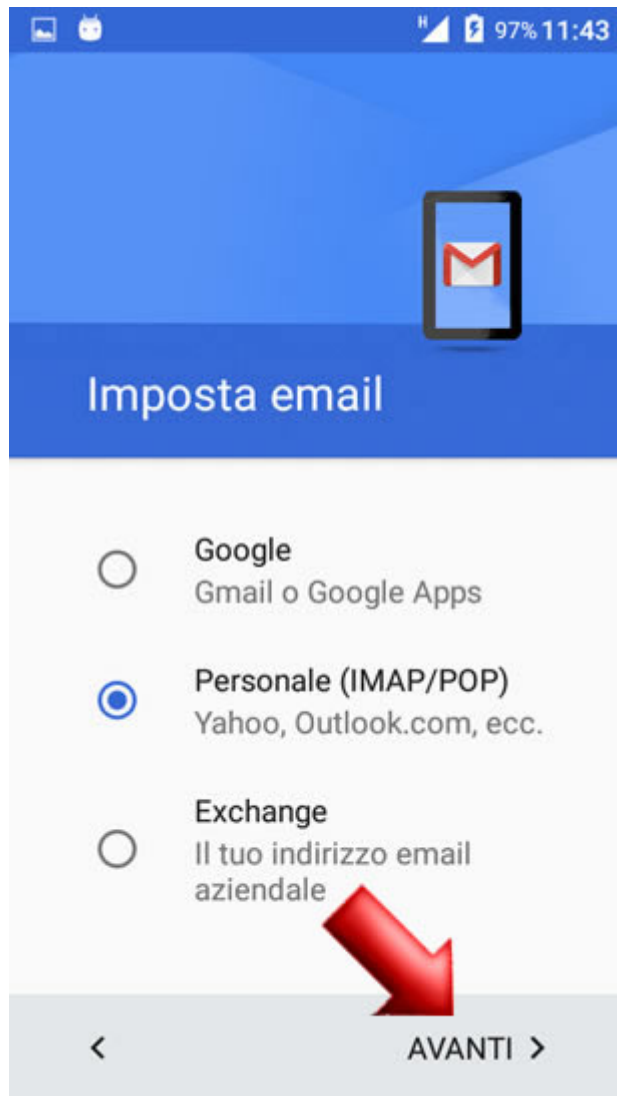 H 97% 11:43
Imposta email
Google
Gmail o Google Apps
Personale (IMAP/POP)
Yahoo, Outlook.com, ecc.
Exchange
Il tuo indirizzo email
aziendale
< AVANTI >